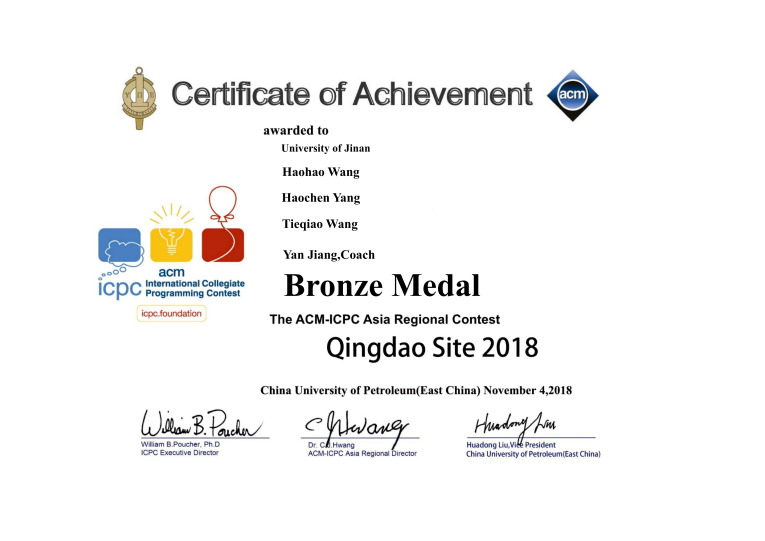 Certificate of Achievement
acm
awarded to
University of Jinan
Haohao Wang
Haochen Yang
Tieqiao Wang
Yan Jiang,Coach
acm
icpc International Collegiate
Programming Contest
icpc.foundation
Bronze Medal
The ACM-ICPC Asia Regional Contest
Qingdao Site 2018
China University of Petroleum(East China) November 4,2018
William B. Poucher
William B.Poucher, Ph.D
ICPC Executive Director
C J Hwang
Dr. C.J.Hwang
ACM-ICPC Asia Regional Director
Huadong Liu
Huadong Liu,Vice President
China University of Petroleum(East China)